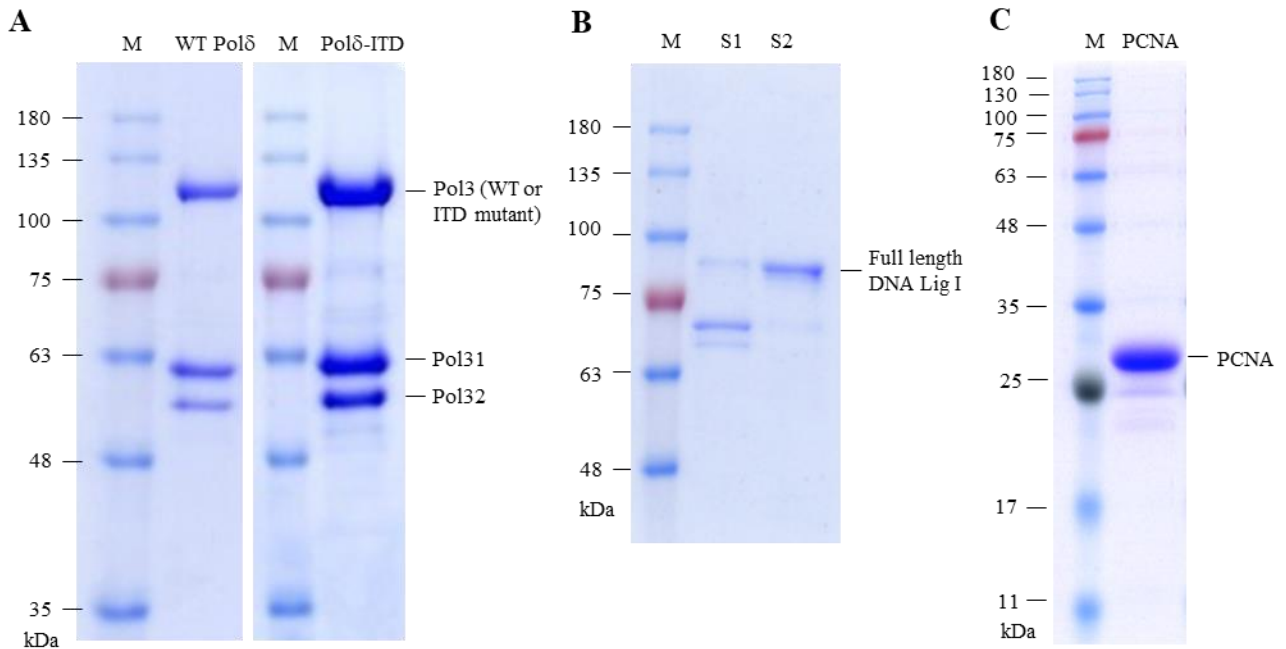 A
M WT Polδ M Polδ-ITD
180
135
100
75
63
48
35
kDa
Pol3 (WT or
ITD mutant)
Pol31
Pol32
B
M S1 S2
180
135
100
75
63
48
kDa
Full length
DNA Lig I
C
M PCNA
180
130
100
75
63
48
35
25
17
11
kDa
PCNA